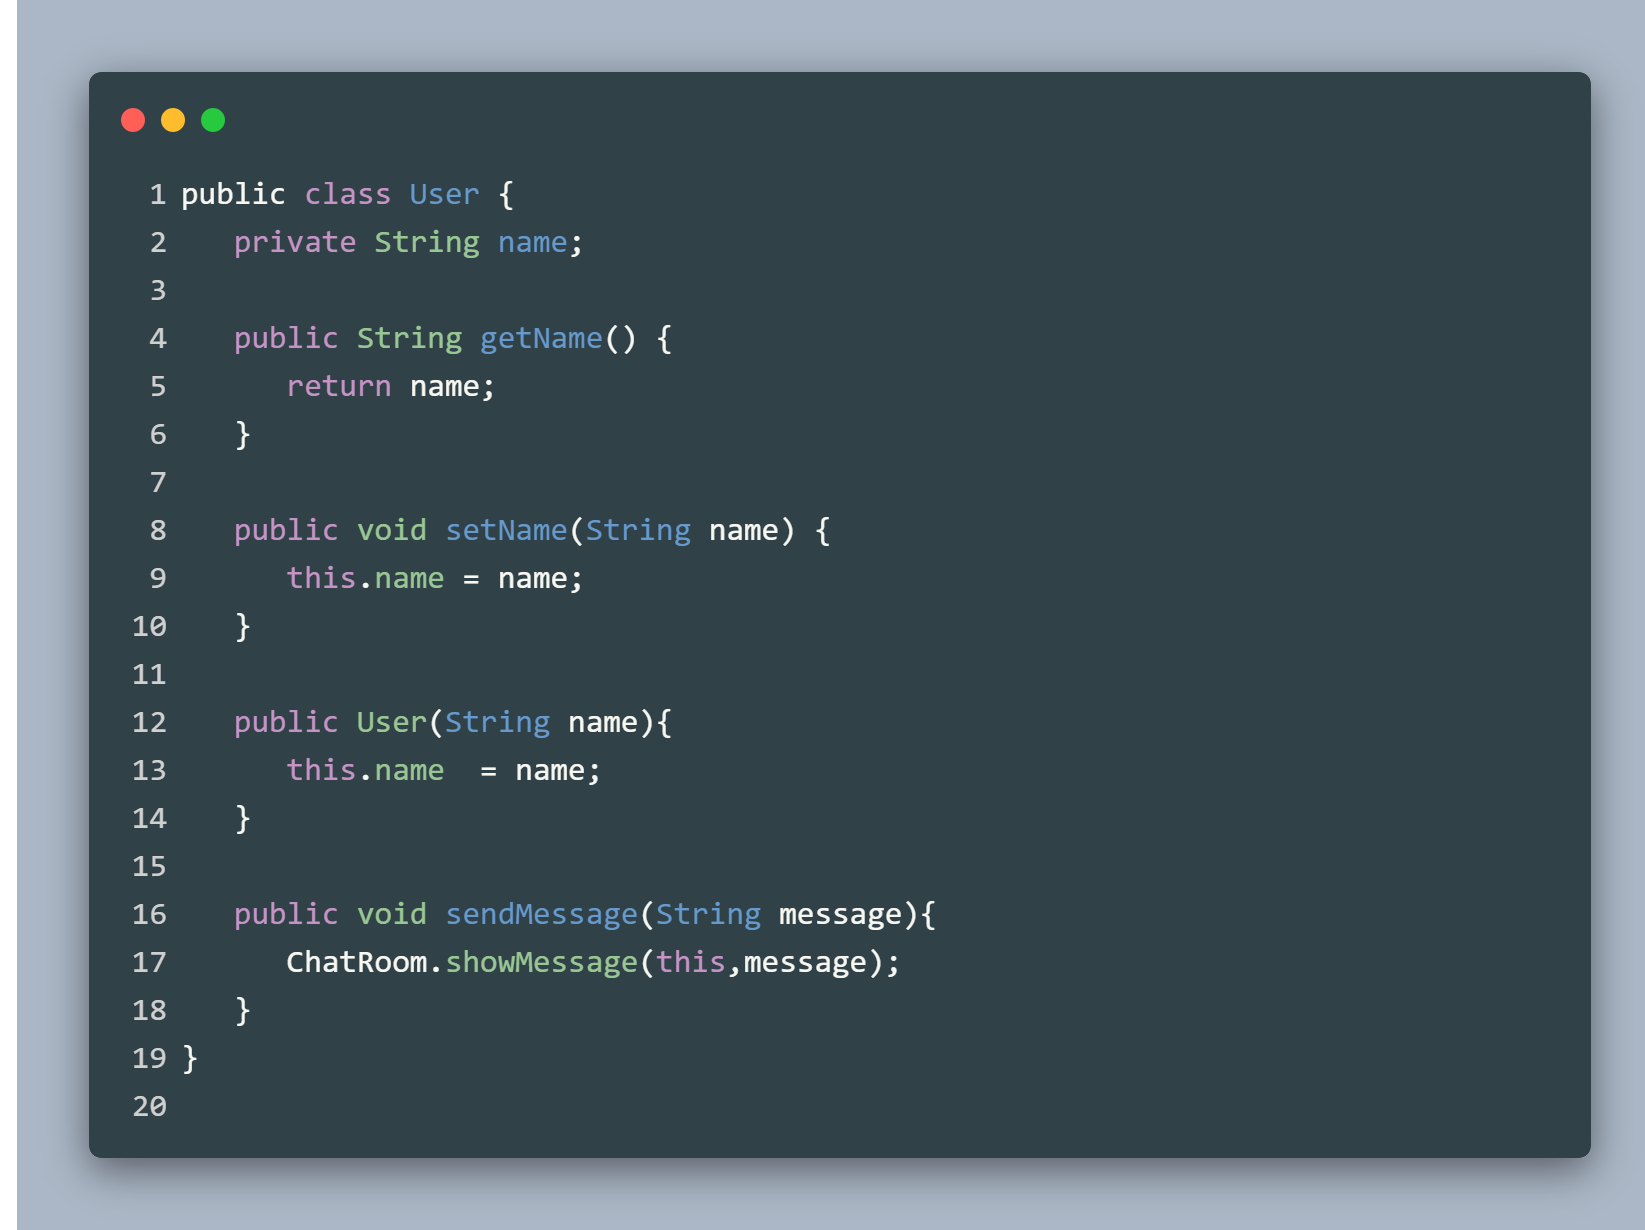 1 public class User {
2    private String name;
3
4    public String getName() {
5       return name;
6    }
7
8    public void setName(String name) {
9       this.name = name;
10    }
11
12    public User(String name){
13       this.name  = name;
14    }
15
16    public void sendMessage(String message){
17       ChatRoom.showMessage(this,message);
18    }
19 }
20